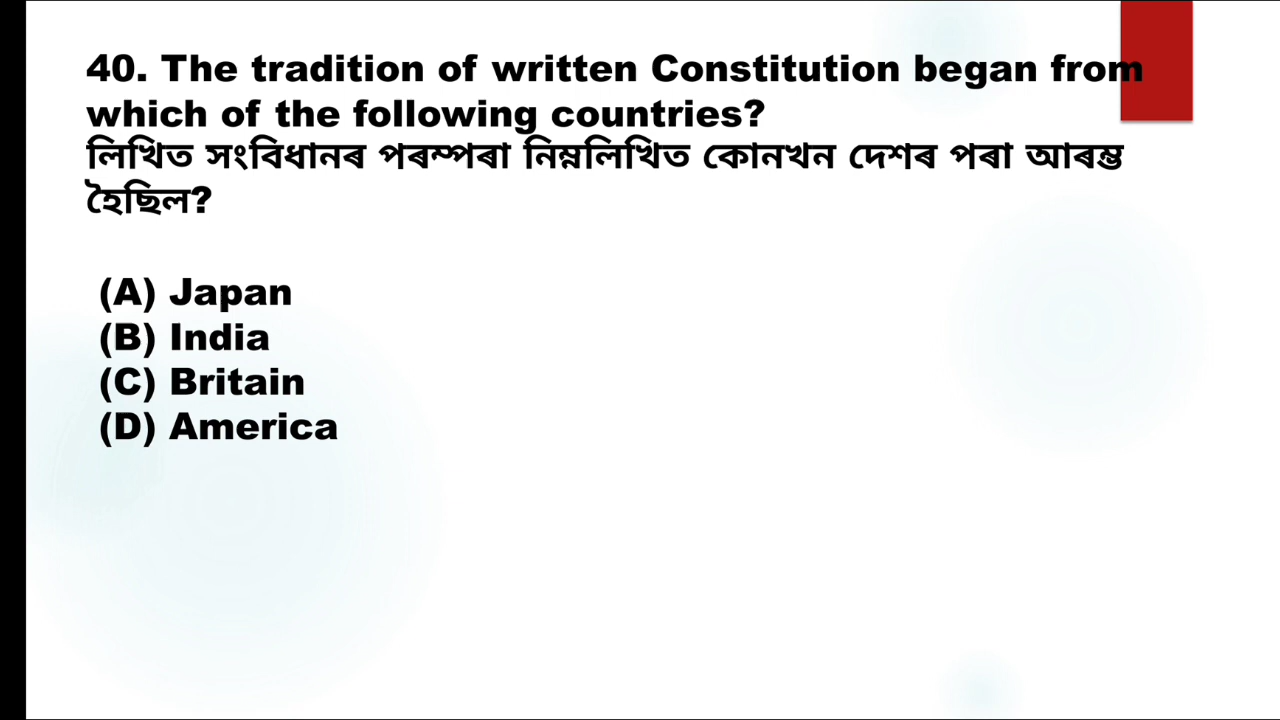 40. The tradition of written Constitution began from
which of the following countries?
লিখিত সংবিধানৰ পৰম্পৰা নিম্নলিখিত কোনখন দেশৰ পৰা আৰম্ভ
হৈছিল?
(A) Japan
(B) India
(C) Britain
(D) America